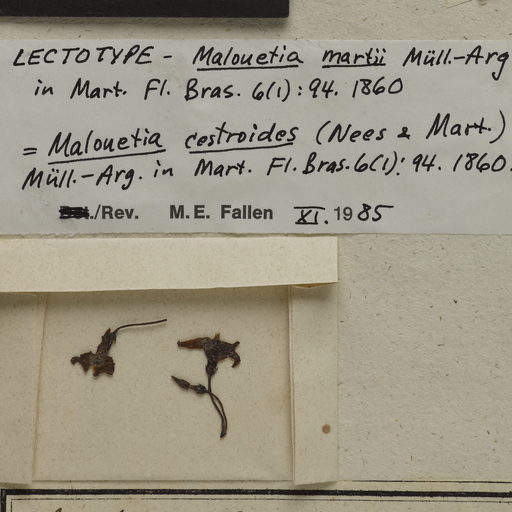 LECTOTYPE - Malouetia martii Müll.-Arg
in Mart. Fl. Bras. 6(1): 94. 1860
= Malouetia cestroides (Nees & Mart.)
Müll.-Arg. in Mart. Fl. Bras. 6(1): 94. 1860.
/Rev. M. E. Fallen XI. 1985